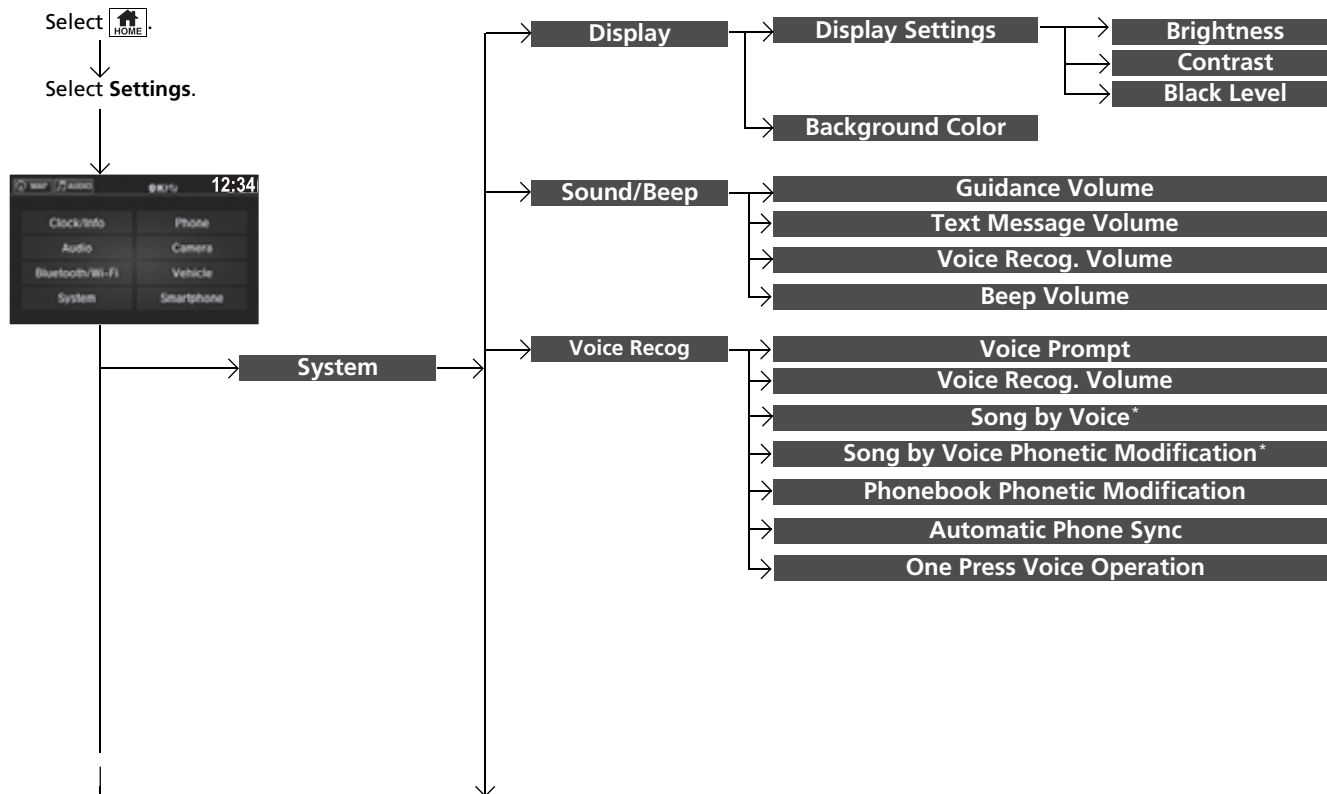 Select HOME.
Select Settings.
MAP AUDIO 12:34
Clock/Info Phone
Audio Camera
Bluetooth/Wi-Fi Vehicle
System Smartphone
System
Display
Display Settings
Brightness
Contrast
Black Level
Background Color
Sound/Beep
Guidance Volume
Text Message Volume
Voice Recog. Volume
Beep Volume
Voice Recog
Voice Prompt
Voice Recog. Volume
Song by Voice*
Song by Voice Phonetic Modification*
Phonebook Phonetic Modification
Automatic Phone Sync
One Press Voice Operation